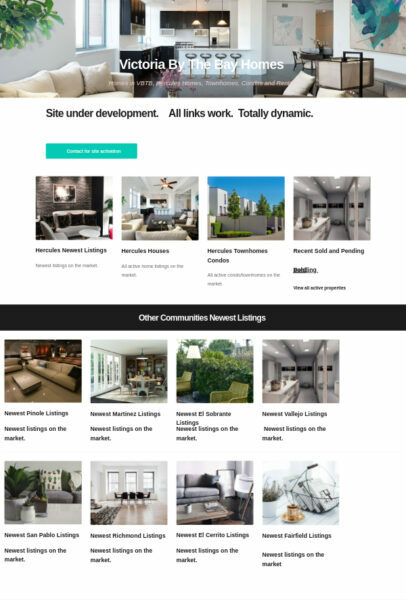 Victoria By The Bay Homes
Homes in VBTB, Hercules Homes, Townhomes, Condos and Rentals
Site under development. All links work. Totally dynamic.
Contact for site activation
Hercules Newest Listings
Newest listings on the market.
Hercules Houses
All active home listings on the
market.
Hercules Townhomes
Condos
All active condo/townhomes on the
market.
Recent Sold and Pending
View all active properties
Other Communities Newest Listings
Newest Pinole Listings
Newest listings on the
market.
Newest Martinez Listings
Newest listings on the
market.
Newest El Sobrante
Listings
Newest listings on the
market.
Newest Vallejo Listings
Newest listings on the
market.
Newest San Pablo Listings
Newest listings on the
market.
Newest Richmond Listings
Newest listings on the
market.
Newest El Cerrito Listings
Newest listings on the
market.
Newest Fairfield Listings
Newest listings on the
market